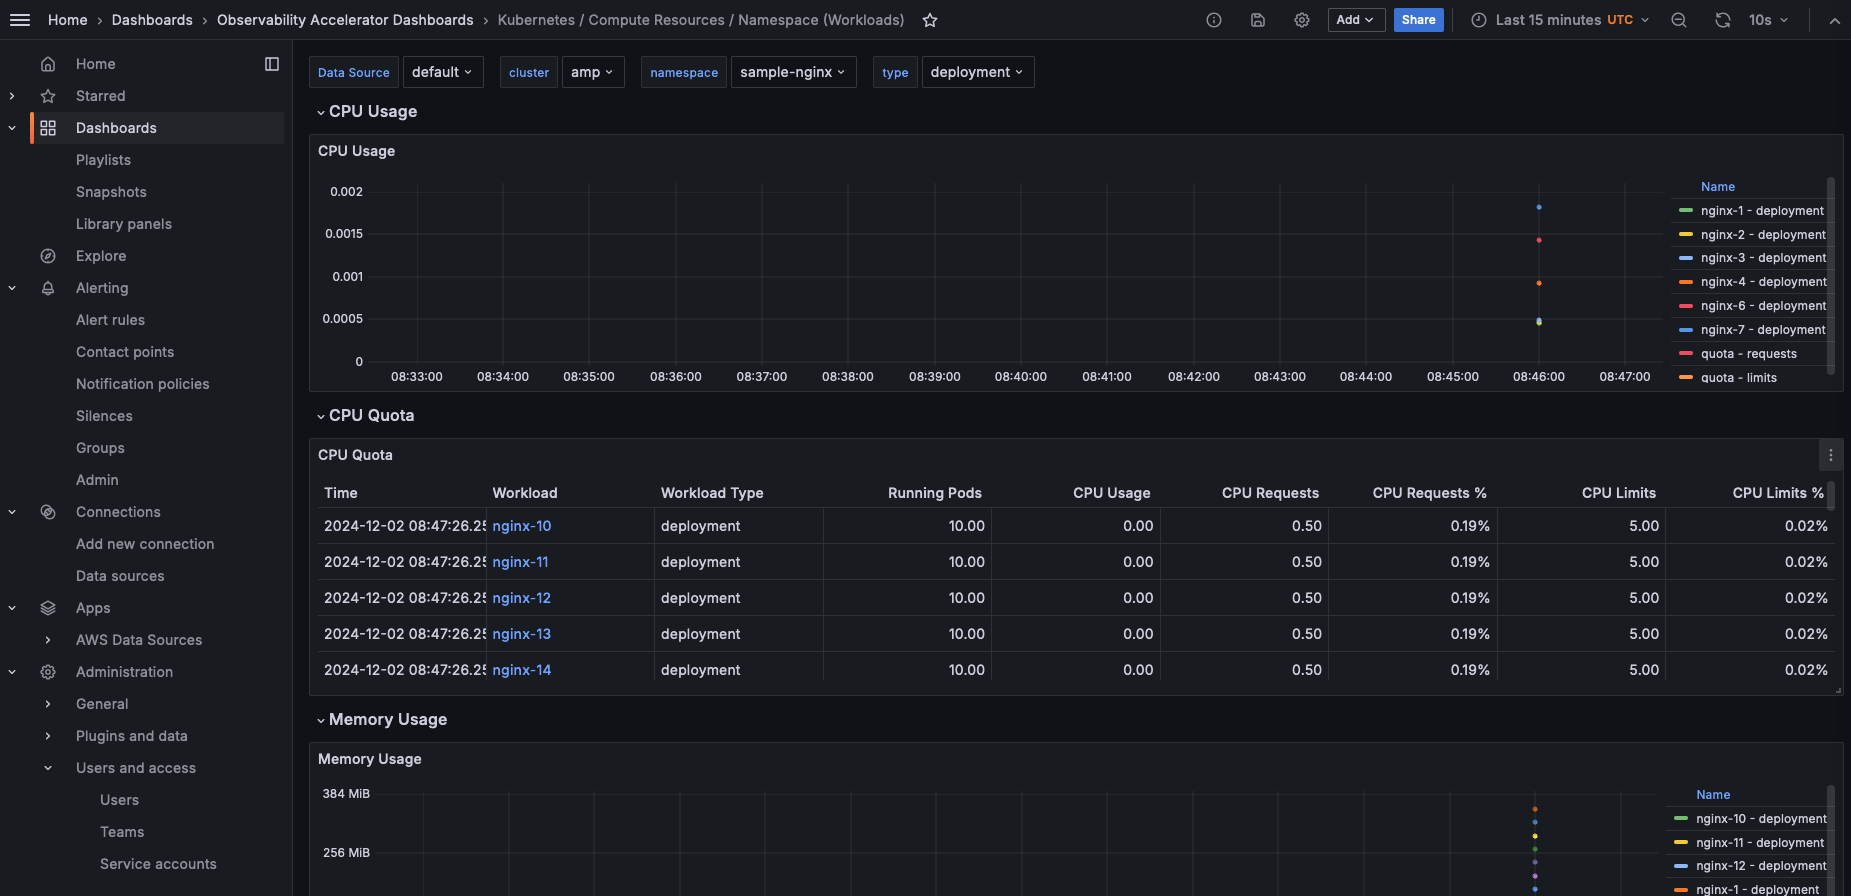 Home › Dashboards › Observability Accelerator Dashboards › Kubernetes / Compute Resources / Namespace (Workloads)
Add
Share
Last 15 minutes UTC
10s
Home
Starred
Dashboards
Playlists
Snapshots
Library panels
Explore
Alerting
Alert rules
Contact points
Notification policies
Silences
Groups
Admin
Connections
Add new connection
Data sources
Apps
AWS Data Sources
Administration
General
Plugins and data
Users and access
Users
Teams
Service accounts
Data Source default cluster amp namespace sample-nginx type deployment
CPU Usage
CPU Usage
0.002
0.0015
0.001
0.0005
0
08:33:00 08:34:00 08:35:00 08:36:00 08:37:00 08:38:00 08:39:00 08:40:00 08:41:00 08:42:00 08:43:00 08:44:00 08:45:00 08:46:00 08:47:00
Name
nginx-1 - deployment
nginx-2 - deployment
nginx-3 - deployment
nginx-4 - deployment
nginx-6 - deployment
nginx-7 - deployment
quota - requests
quota - limits
CPU Quota
CPU Quota
Time Workload Workload Type Running Pods CPU Usage CPU Requests CPU Requests % CPU Limits CPU Limits %
2024-12-02 08:47:26.25 nginx-10 deployment 10.00 0.00 0.50 0.19% 5.00 0.02%
2024-12-02 08:47:26.25 nginx-11 deployment 10.00 0.00 0.50 0.19% 5.00 0.02%
2024-12-02 08:47:26.25 nginx-12 deployment 10.00 0.00 0.50 0.19% 5.00 0.02%
2024-12-02 08:47:26.25 nginx-13 deployment 10.00 0.00 0.50 0.19% 5.00 0.02%
2024-12-02 08:47:26.25 nginx-14 deployment 10.00 0.00 0.50 0.19% 5.00 0.02%
Memory Usage
Memory Usage
384 MiB
256 MiB
Name
nginx-10 - deployment
nginx-11 - deployment
nginx-12 - deployment
nginx-1 - deployment